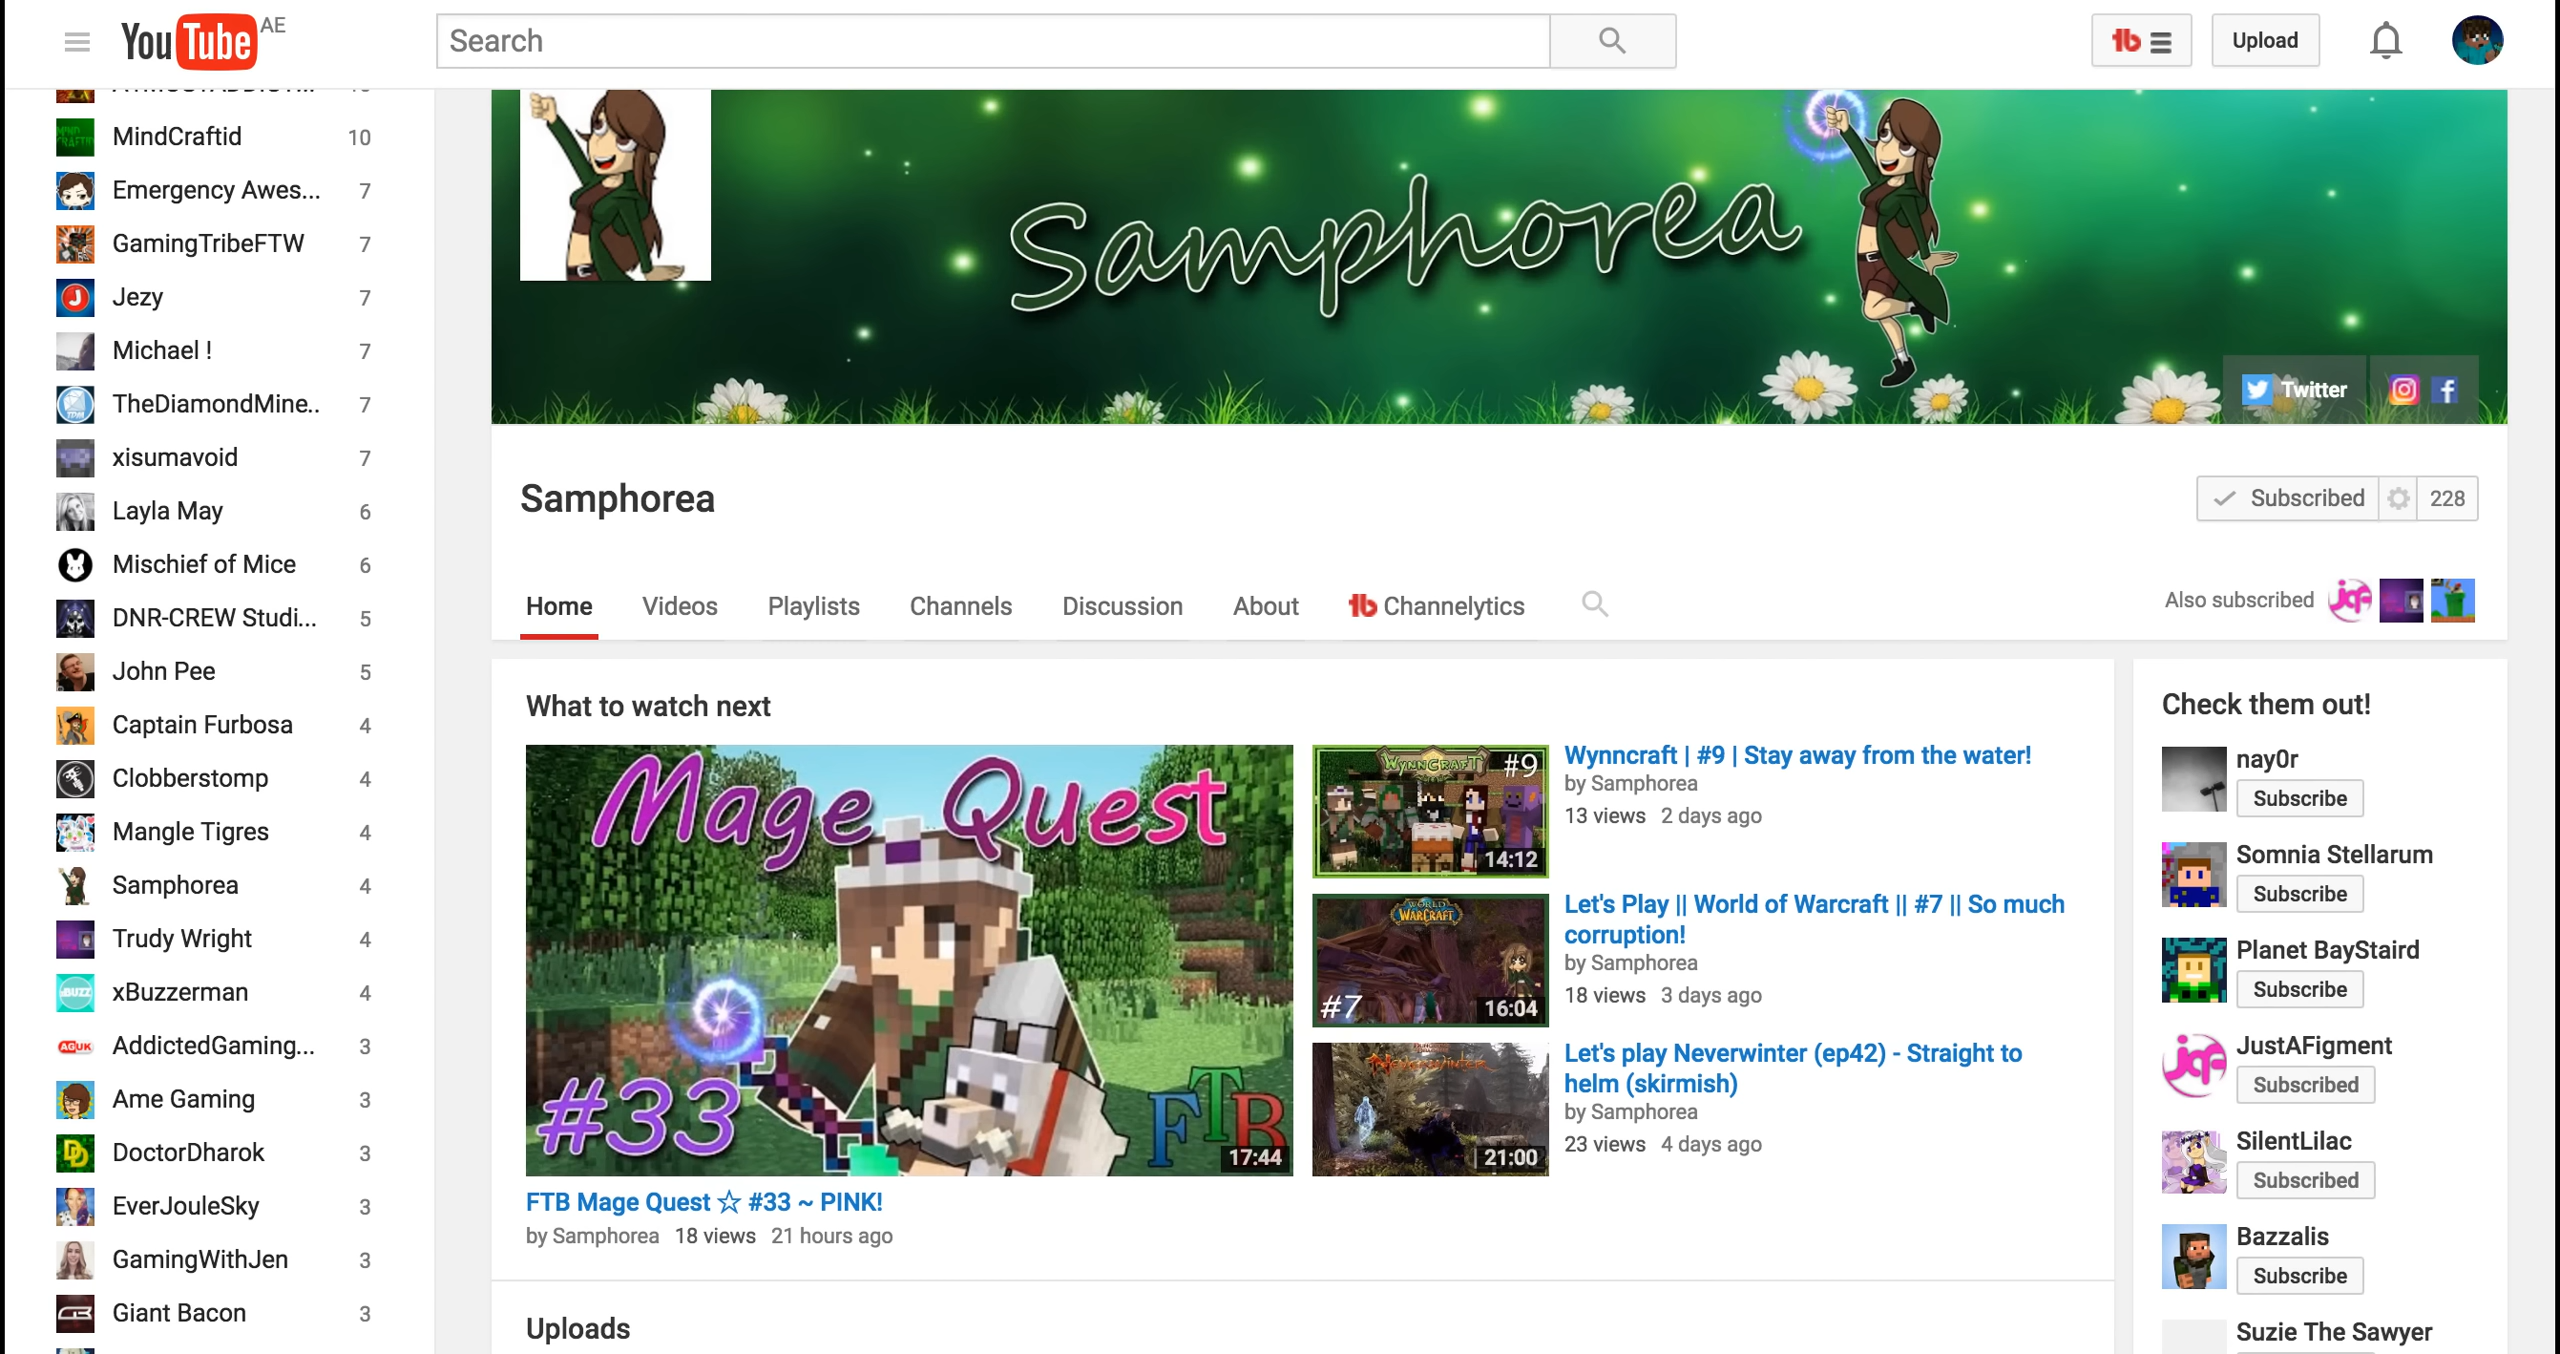 YouTube AE
Search
Upload
MindCraftid 10
Emergency Awes... 7
GamingTribeFTW 7
Jezy 7
Michael ! 7
TheDiamondMine.. 7
xisumavoid 7
Layla May 6
Mischief of Mice 6
DNR-CREW Studi... 5
John Pee 5
Captain Furbosa 4
Clobberstomp 4
Mangle Tigres 4
Samphorea 4
Trudy Wright 4
xBuzzerman 4
AddictedGaming... 3
Ame Gaming 3
DoctorDharok 3
EverJouleSky 3
GamingWithJen 3
Giant Bacon 3
Samphorea
Twitter
Samphorea
Subscribed 228
Home Videos Playlists Channels Discussion About Channelytics
Also subscribed
What to watch next
Mage Quest
#33
FTB
17:44
FTB Mage Quest ☆ #33 ~ PINK!
by Samphorea 18 views 21 hours ago
WYNNCRAFT #9
14:12
Wynncraft | #9 | Stay away from the water!
by Samphorea
13 views 2 days ago
WORLD
WARCRAFT
#7
16:04
Let's Play || World of Warcraft || #7 || So much
corruption!
by Samphorea
18 views 3 days ago
NEVERWINTER
21:00
Let's play Neverwinter (ep42) - Straight to
helm (skirmish)
by Samphorea
23 views 4 days ago
Uploads
Check them out!
nay0r
Subscribe
Somnia Stellarum
Subscribe
Planet BayStaird
Subscribe
JustAFigment
Subscribed
SilentLilac
Subscribed
Bazzalis
Subscribe
Suzie The Sawyer